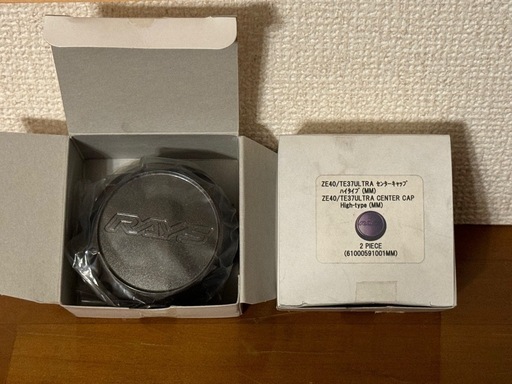 RAYS
ZE40/TE37ULTRA センターキャップ
ハイタイプ(MM)
ZE40/TE37ULTRA CENTER CAP
High-type (MM)
2 PIECE
(61000591001MM)